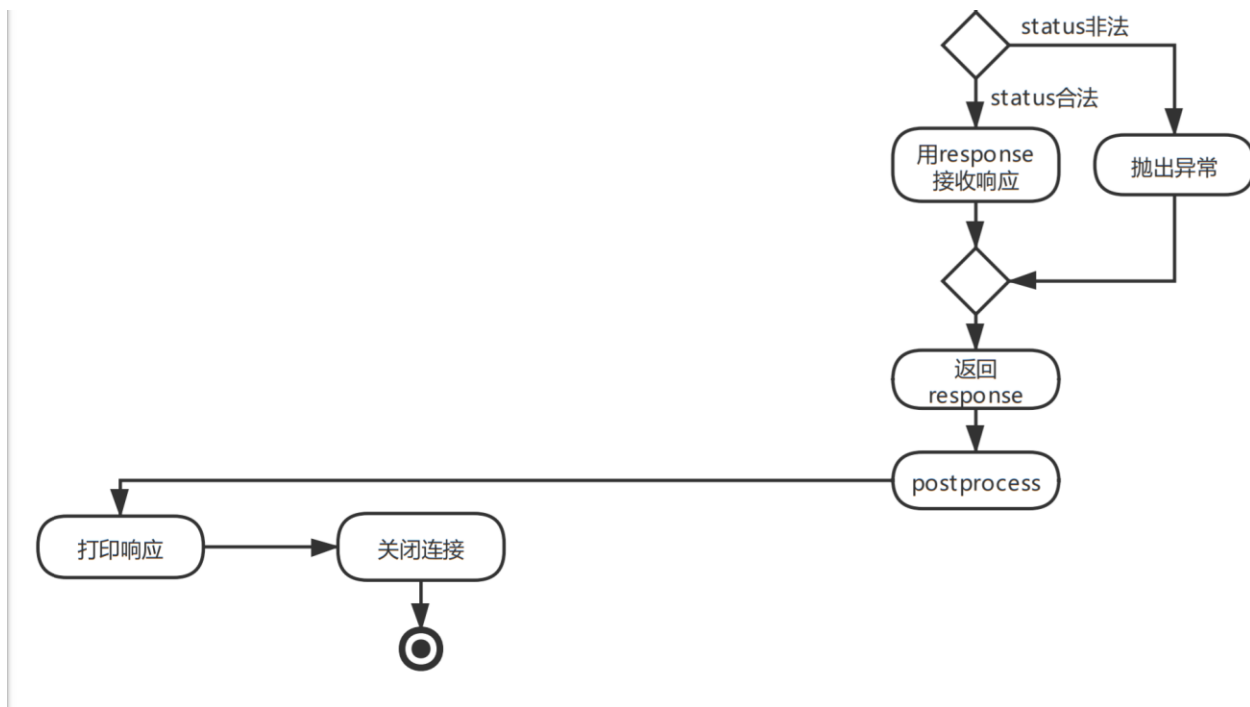 status非法
status合法
用response
接收响应
抛出异常
返回
response
postprocess
打印响应
关闭连接